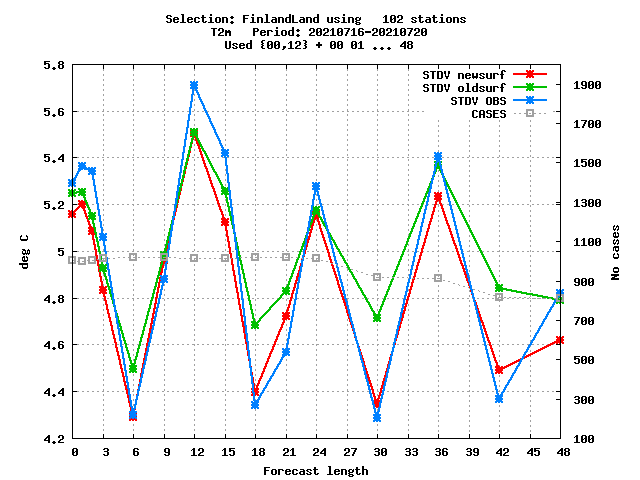 Selection: FinlandLand using   102 stations
T2m   Period: 20210716-20210720
Used {00,12} + 00 01 ... 48
STDV newsurf
STDV oldsurf
STDV OBS
CASES
deg C
5.8
5.6
5.4
5.2
5
4.8
4.6
4.4
4.2
No cases
1900
1700
1500
1300
1100
900
700
500
300
100
0 3 6 9 12 15 18 21 24 27 30 33 36 39 42 45 48
Forecast length